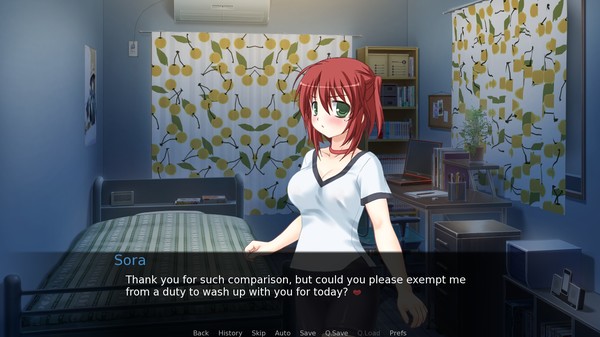 Sora
Thank you for such comparison, but could you please exempt me
from a duty to wash up with you for today?
Back History Skip Auto Save Q.Save Q.Load Prefs